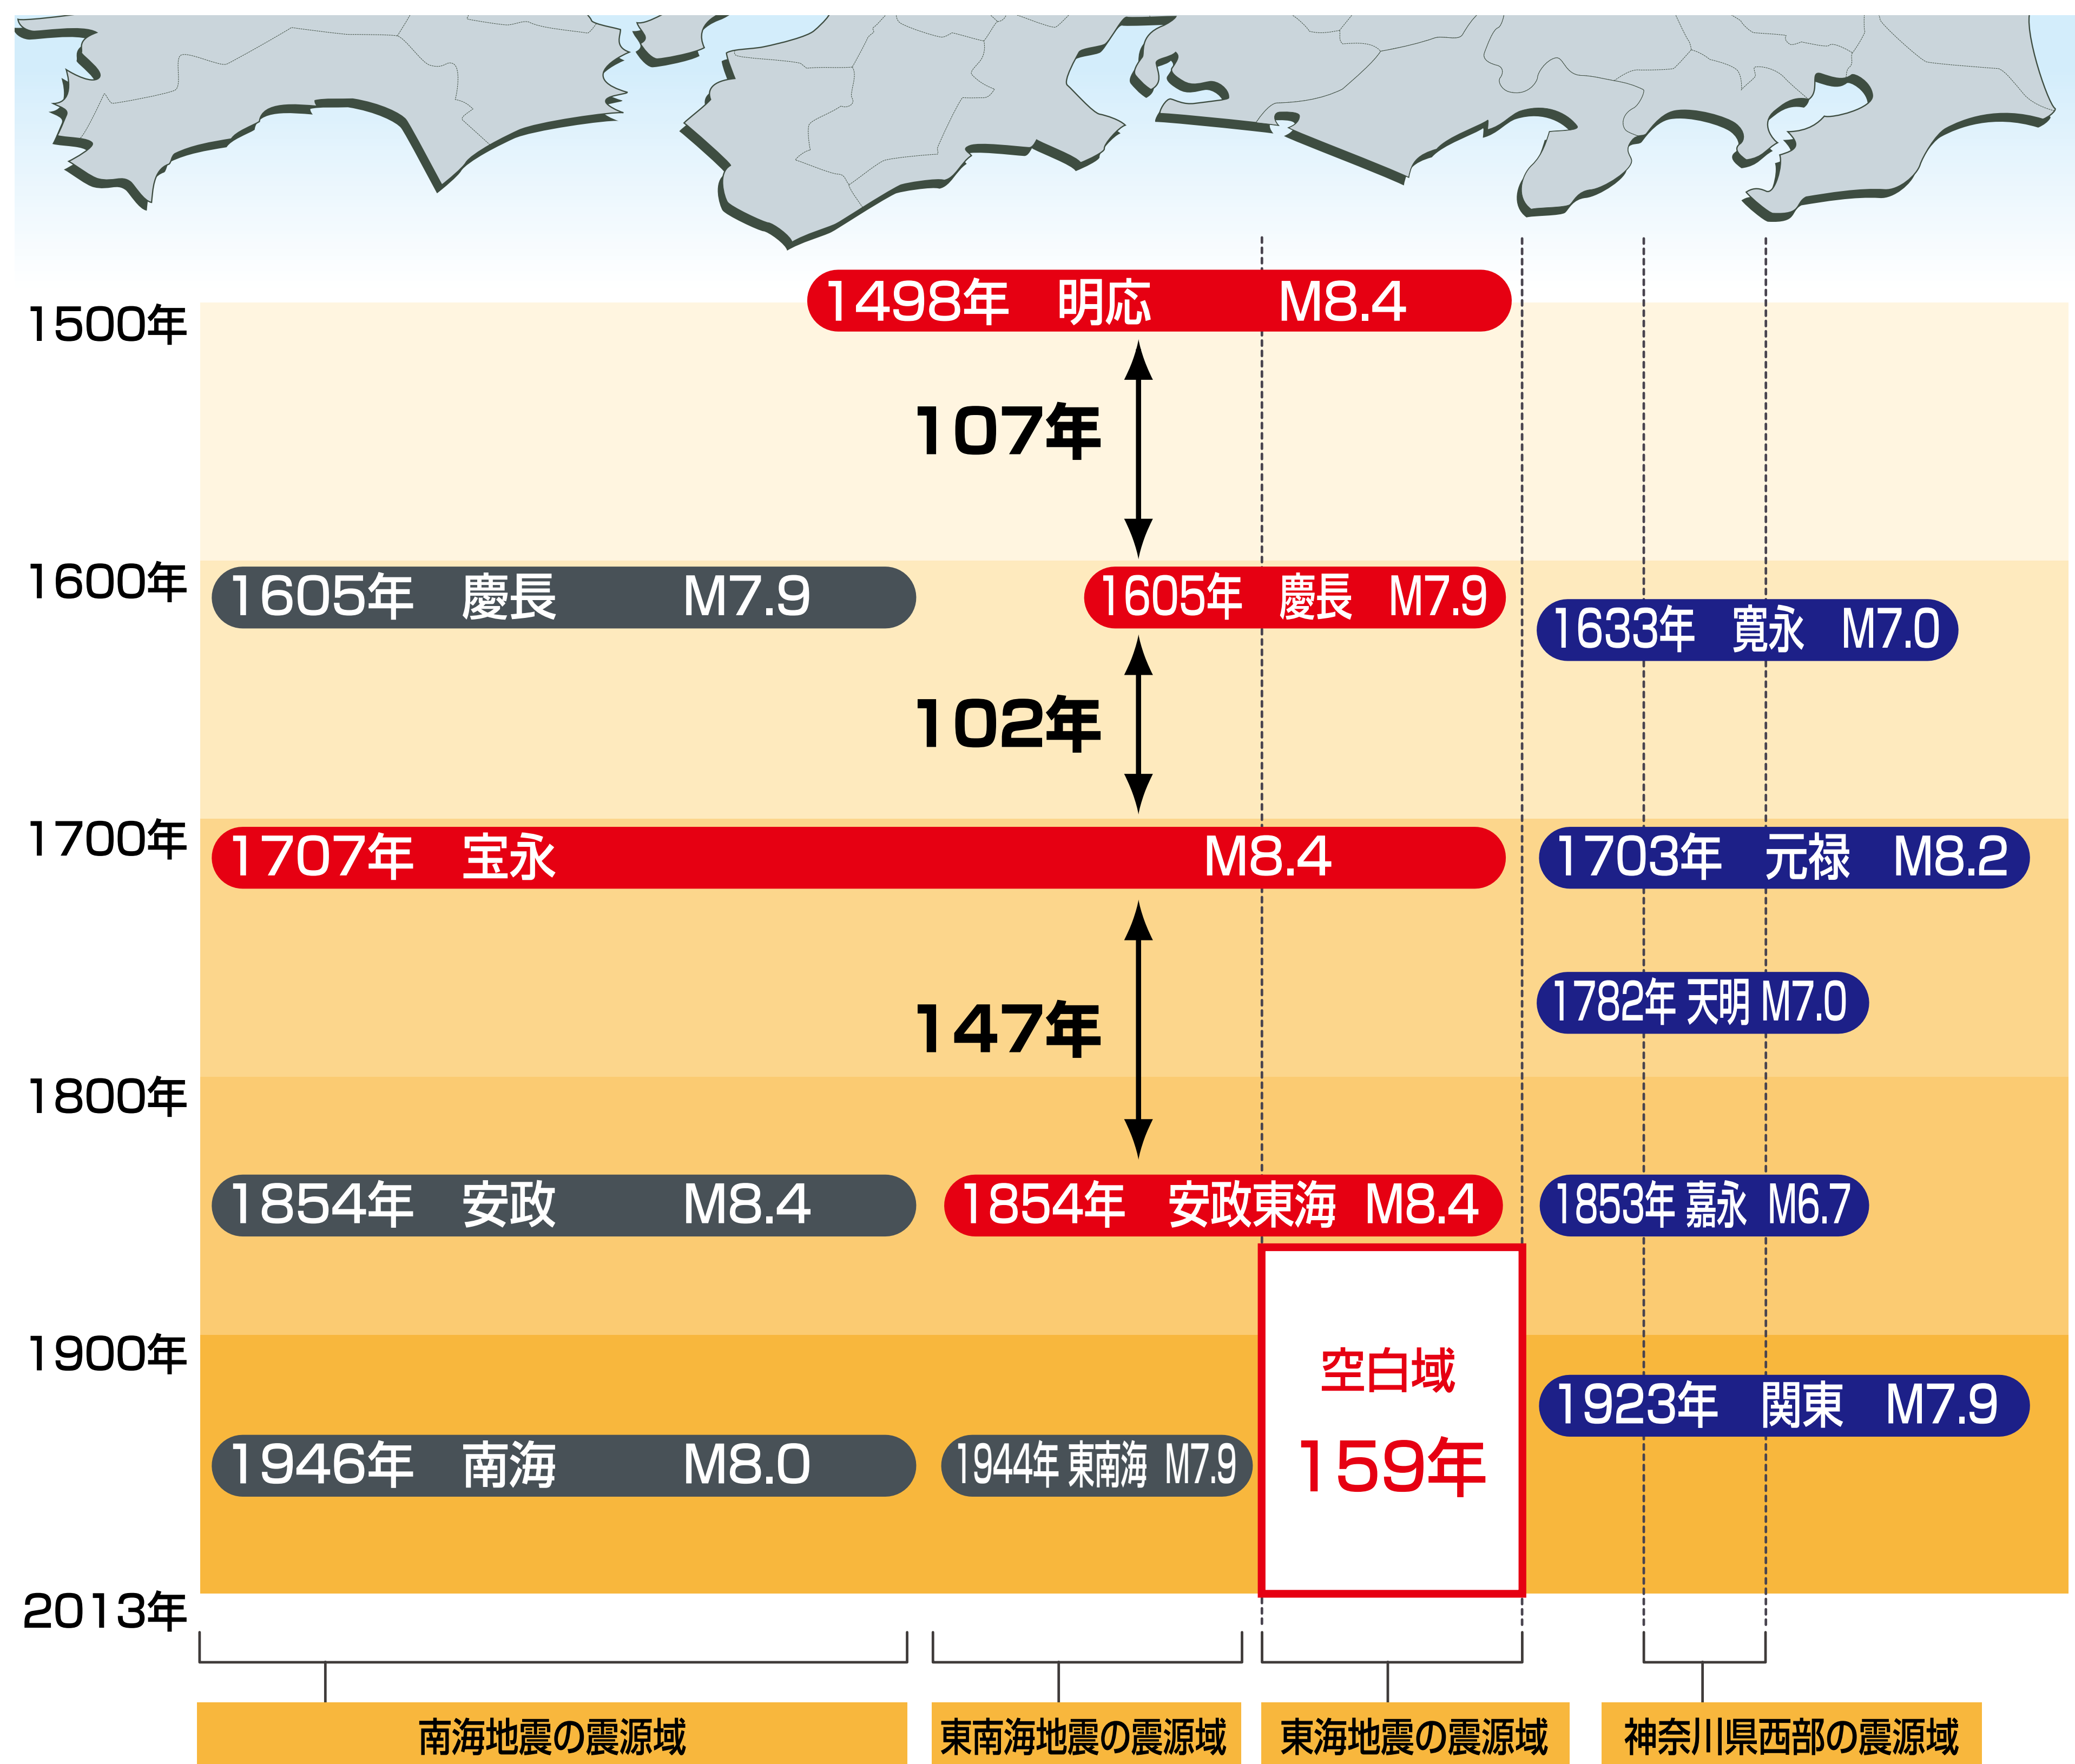 1500年
1498年 明応 M8.4
107年
1600年
1605年 慶長 M7.9
1605年 慶長 M7.9
1633年 寛永 M7.0
102年
1700年
1707年 宝永 M8.4
1703年 元禄 M8.2
1782年 天明 M7.0
147年
1800年
1854年 安政 M8.4
1854年 安政東海 M8.4
1853年 嘉永 M6.7
1900年
空白域
159年
1923年 関東 M7.9
1946年 南海 M8.0
1944年 東南海 M7.9
2013年
南海地震の震源域
東南海地震の震源域
東海地震の震源域
神奈川県西部の震源域